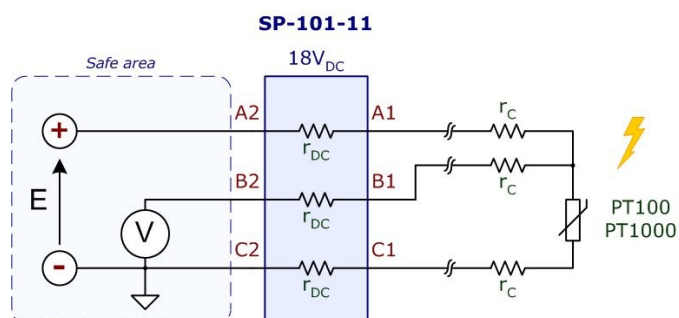 SP-101-11
Safe area
18VDC
+
A2
A1
rC
rDC
rC
B2
B1
E
rDC
PT100
PT1000
V
-
C2
C1
rDC
rC